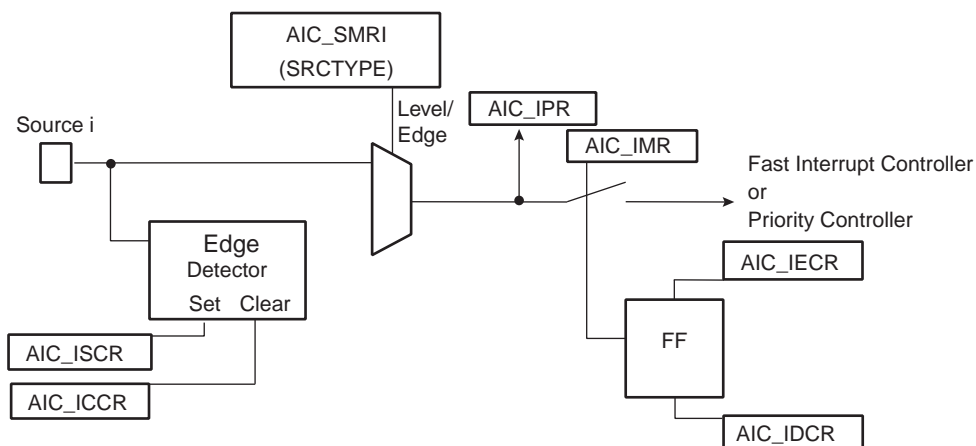 AIC_SMRI
(SRCTYPE)
Level/
Edge
AIC_IPR
Source i
AIC_IMR
Fast Interrupt Controller
or
Priority Controller
Edge
Detector
Set Clear
AIC_IECR
FF
AIC_ISCR
AIC_ICCR
AIC_IDCR